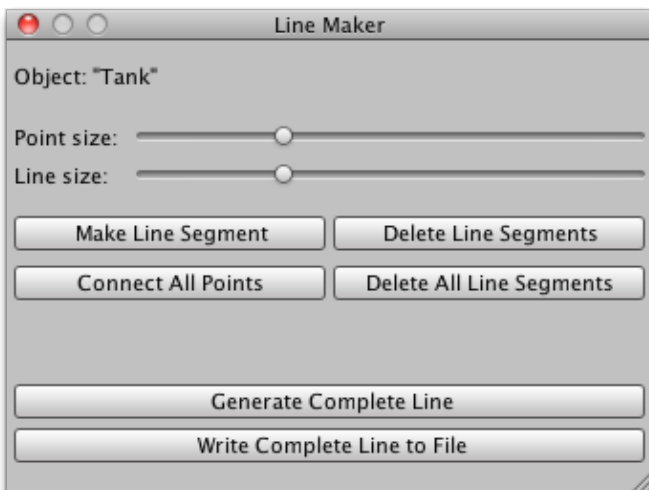 Line Maker
Object: "Tank"
Point size:
Line size:
Make Line Segment
Delete Line Segments
Connect All Points
Delete All Line Segments
Generate Complete Line
Write Complete Line to File